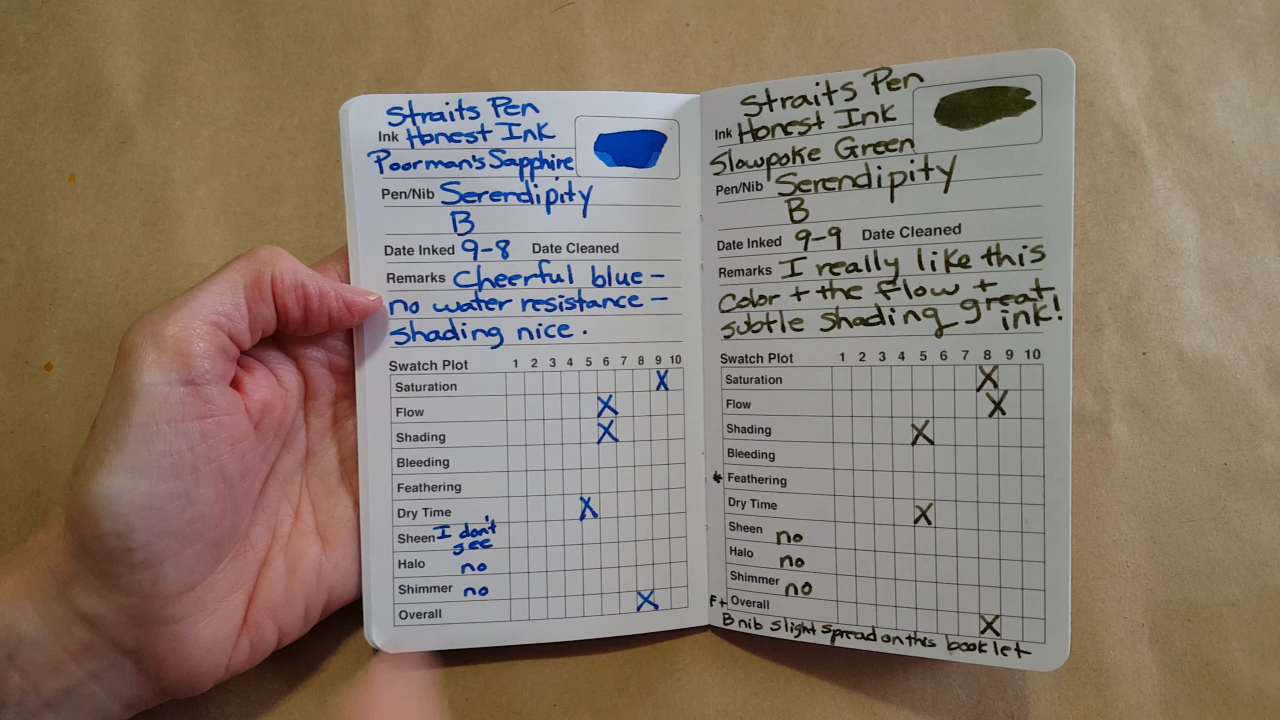 Straits Pen
Ink Honest Ink
Poorman's Sapphire
Pen/Nib Serendipity
B
Date Inked 9-8 Date Cleaned
Remarks Cheerful blue -
no water resistance -
shading nice.
Swatch Plot 1 2 3 4 5 6 7 8 9 10
Saturation X
Flow X
Shading X
Bleeding
Feathering
Dry Time X
Sheen I don't
see
Halo no
Shimmer no
Overall X
Straits Pen
Ink Honest Ink
Slowpoke Green
Pen/Nib Serendipity
B
Date Inked 9-9 Date Cleaned
Remarks I really like this
color + the flow +
subtle shading great
ink!
Swatch Plot 1 2 3 4 5 6 7 8 9 10
Saturation X
Flow X
Shading X
Bleeding
* Feathering
Dry Time X
Sheen no
Halo no
Shimmer no
F+ Overall X
B nib slight spread on this booklet